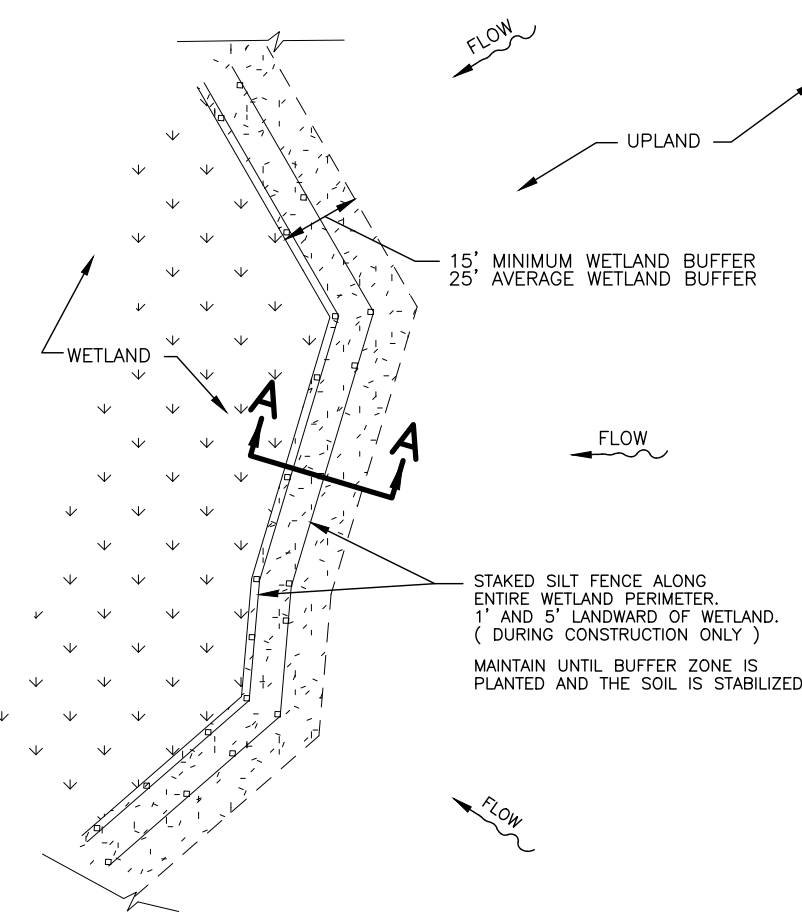 FLOW
UPLAND
15' MINIMUM WETLAND BUFFER
25' AVERAGE WETLAND BUFFER
WETLAND
A
A
FLOW
STAKED SILT FENCE ALONG
ENTIRE WETLAND PERIMETER.
1' AND 5' LANDWARD OF WETLAND.
( DURING CONSTRUCTION ONLY )
MAINTAIN UNTIL BUFFER ZONE IS
PLANTED AND THE SOIL IS STABILIZED
FLOW